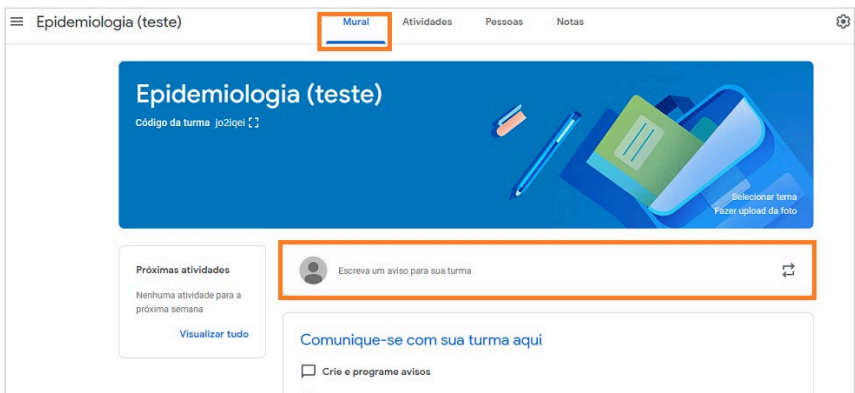 Epidemiologia (teste)
Mural Atividades Pessoas Notas
Epidemiologia (teste)
Código da turma jo2iqei
Selecionar tema
Fazer upload da foto
Próximas atividades
Nenhuma atividade para a
próxima semana
Visualizar tudo
Escreva um aviso para sua turma
Comunique-se com sua turma aqui
Crie e programe avisos